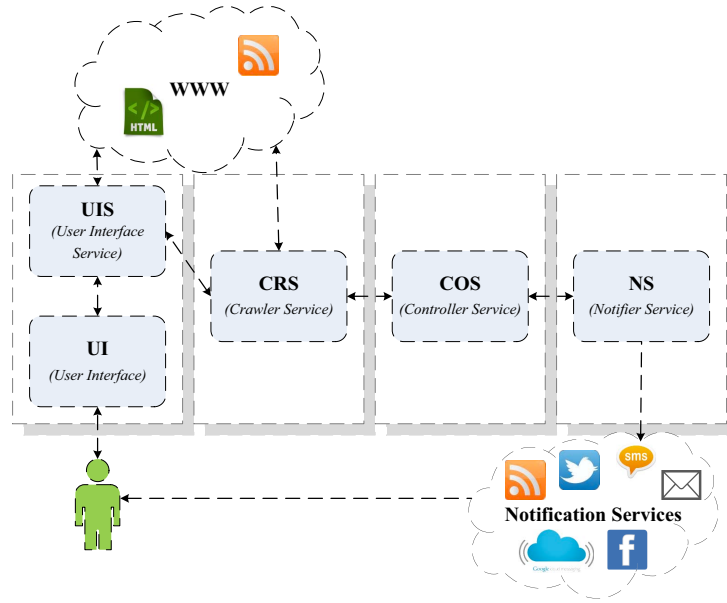 WWW
</>
HTML
UIS
(User Interface
Service)
CRS
(Crawler Service)
COS
(Controller Service)
NS
(Notifier Service)
UI
(User Interface)
sms
Notification Services
Google
f